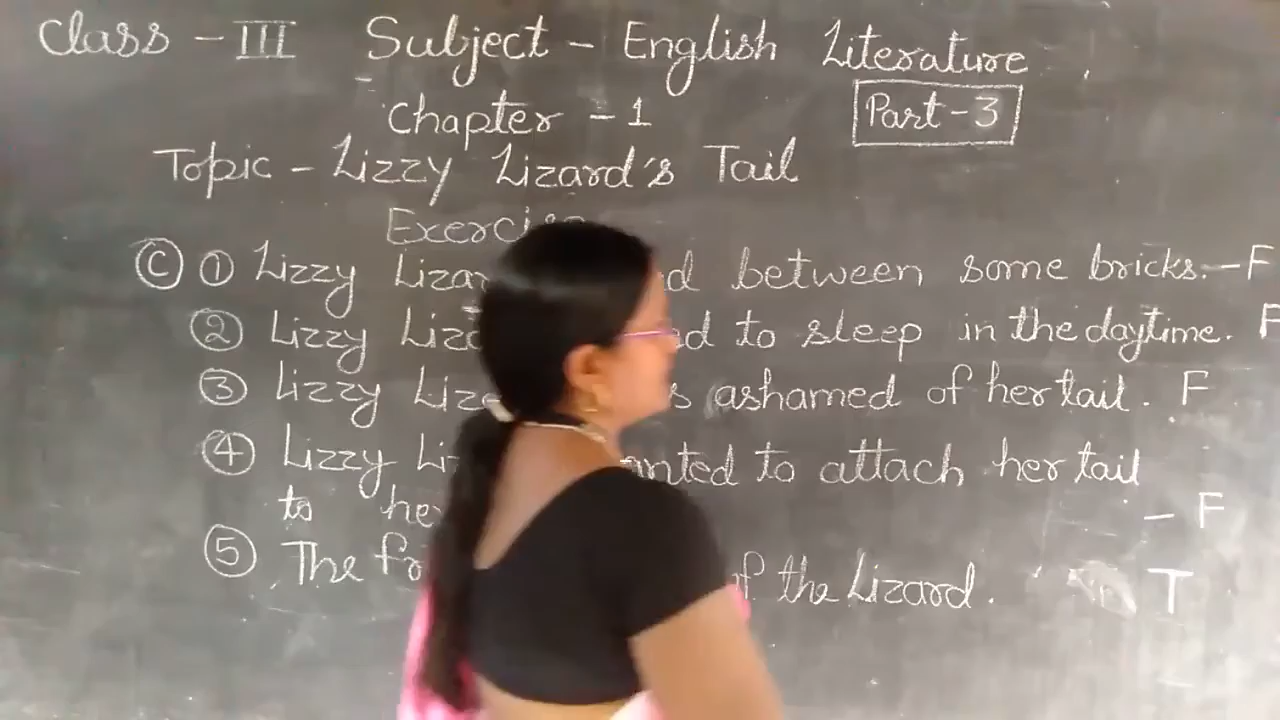 Class - III Subject - English Literature
Chapter - 1 Part - 3
Topic - Lizzy Lizard's Tail
© ① Lizzy between some bricks. - F
② Lizzy to sleep in the daytime. F
③ Lizzy ashamed of her tail. F
④ Lizzy to attach her tail
to - F
⑤ The of the Lizard. T